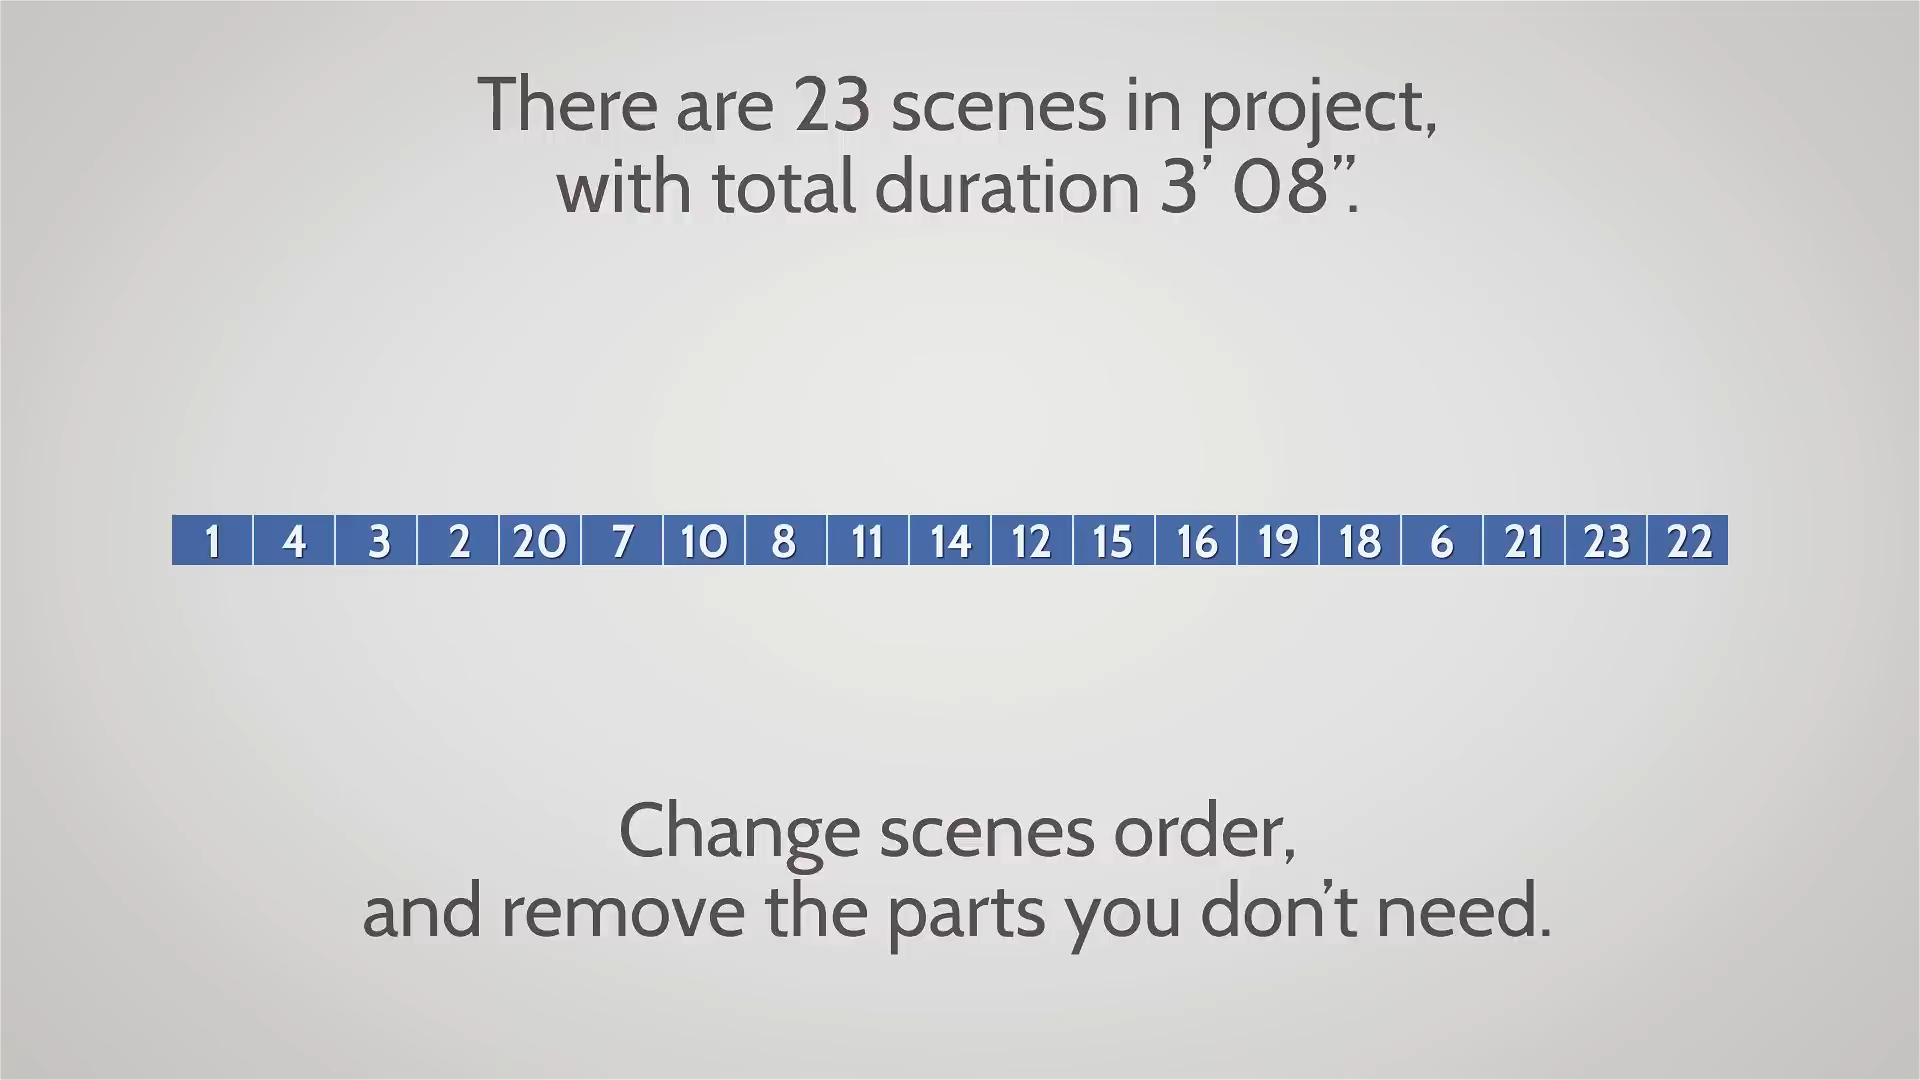 There are 23 scenes in project,
with total duration 3’ 08”.
1 4 3 2 20 7 10 8 11 14 12 15 16 19 18 6 21 23 22
Change scenes order,
and remove the parts you don’t need.